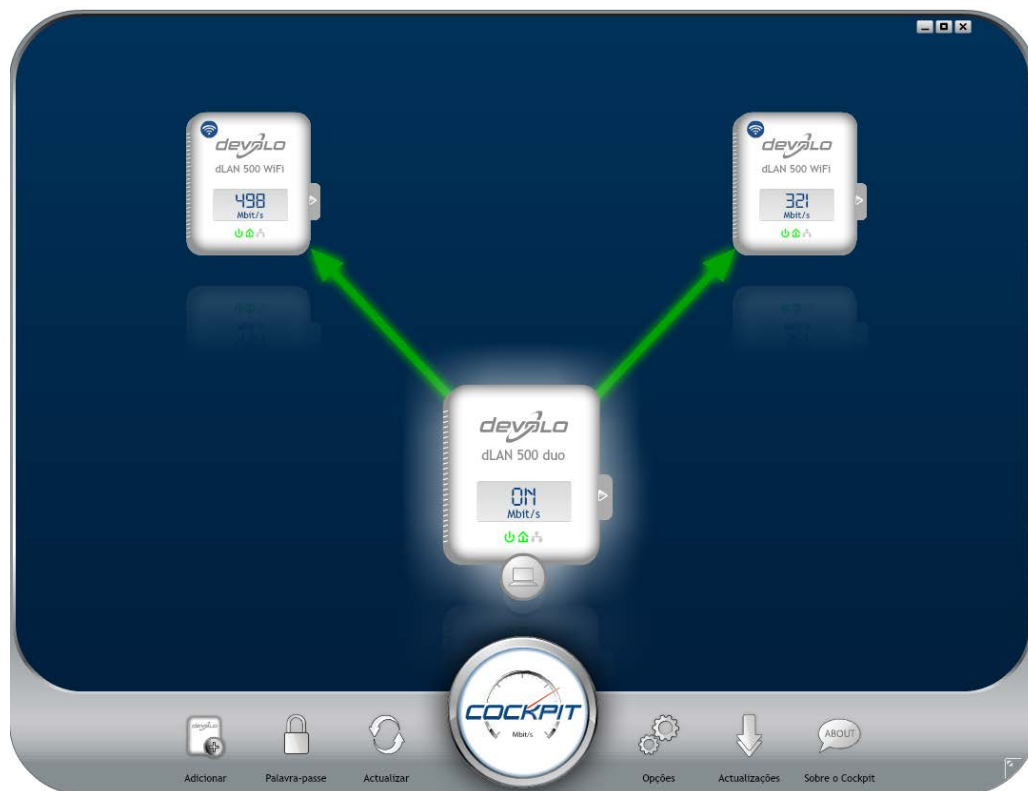 devolo
dLAN 500 WiFi
498
Mbit/s
devolo
dLAN 500 WiFi
321
Mbit/s
devolo
dLAN 500 duo
ON
Mbit/s
COCKPIT
Mbit/s
devolo
Adicionar
Palavra-passe
Actualizar
Opções
Actualizações
ABOUT
Sobre o Cockpit